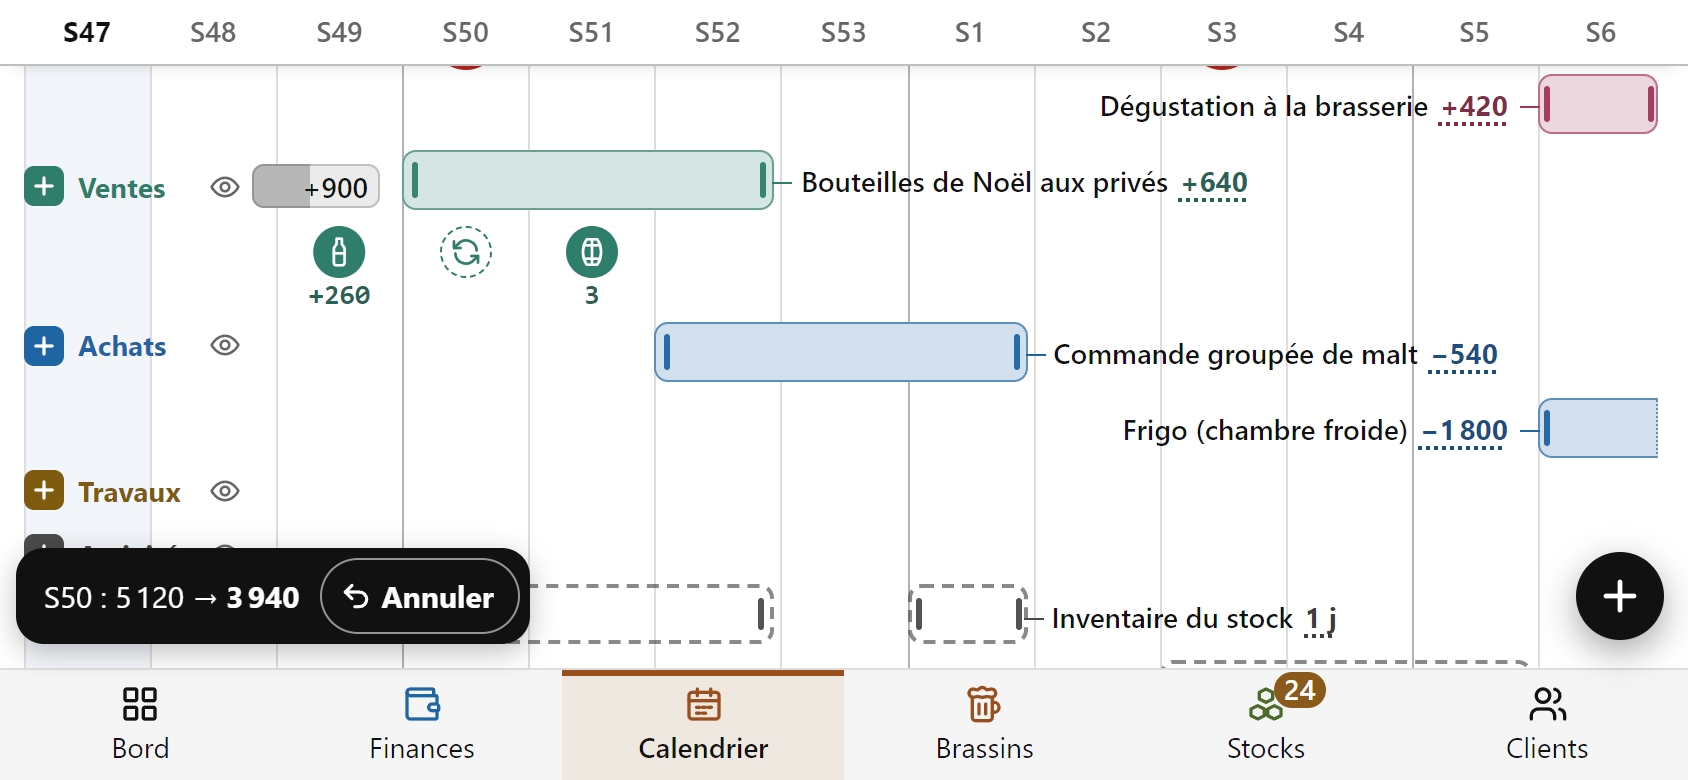 S47 S48 S49 S50 S51 S52 S53 S1 S2 S3 S4 S5 S6
Dégustation à la brasserie +420
Ventes +900 Bouteilles de Noël aux privés +640
+260 3
Achats Commande groupée de malt −540
Frigo (chambre froide) −1 800
Travaux
S50 : 5 120 → 3 940 Annuler
Inventaire du stock 1 j
24
Bord Finances Calendrier Brassins Stocks Clients